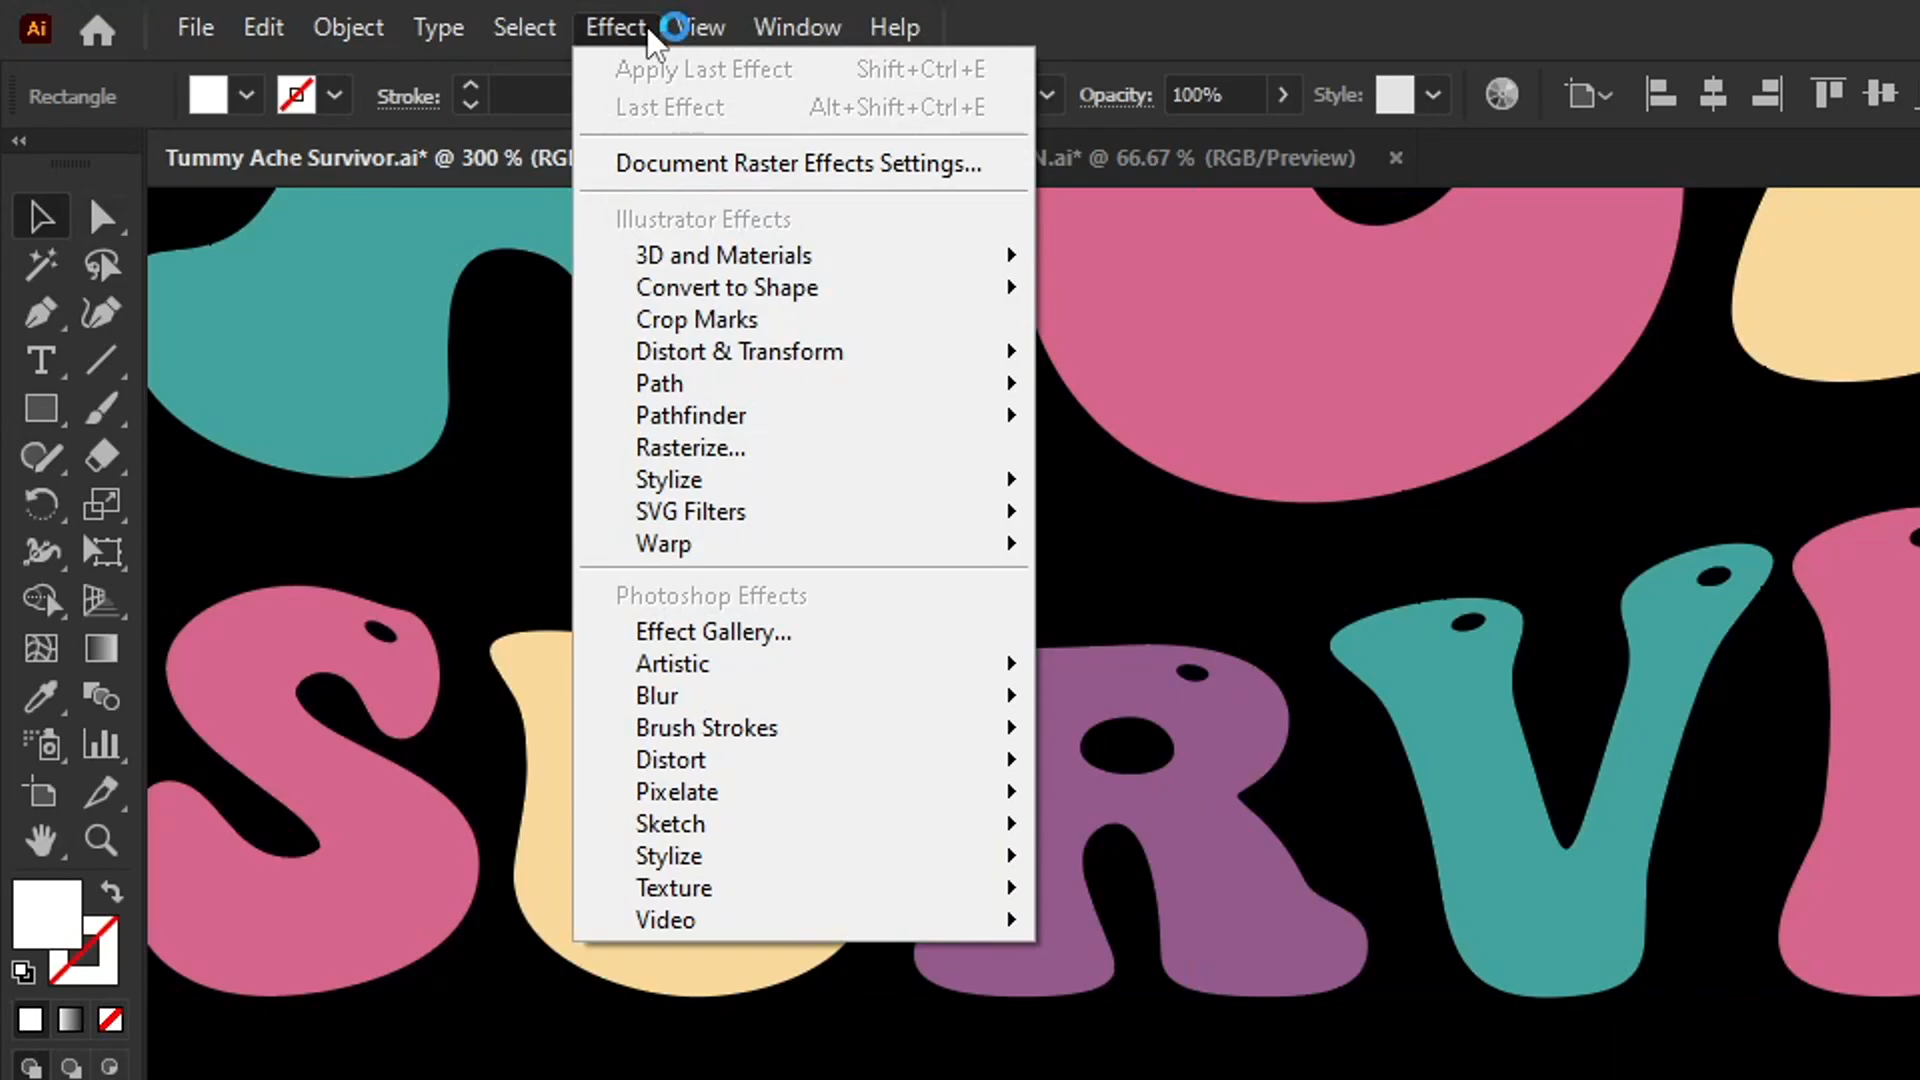 Ai File Edit Object Type Select Effect View Window Help
Rectangle Stroke: Opacity: 100% Style:
Tummy Ache Survivor.ai* @ 300 % (RG N.ai* @ 66.67 % (RGB/Preview) ×
Apply Last Effect Shift+Ctrl+E
Last Effect Alt+Shift+Ctrl+E
Document Raster Effects Settings...
Illustrator Effects
3D and Materials
Convert to Shape
Crop Marks
Distort & Transform
Path
Pathfinder
Rasterize...
Stylize
SVG Filters
Warp
Photoshop Effects
Effect Gallery...
Artistic
Blur
Brush Strokes
Distort
Pixelate
Sketch
Stylize
Texture
Video
SURVI